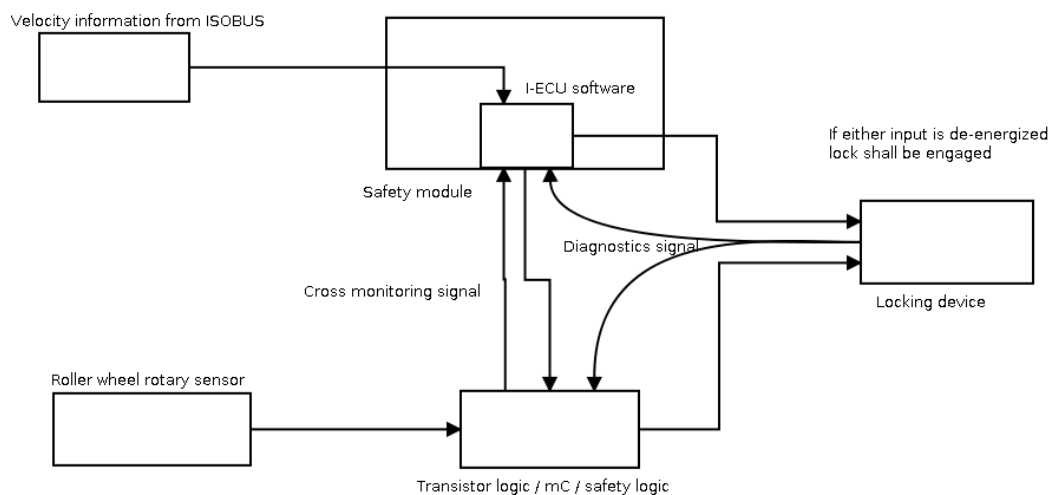 Velocity information from ISOBUS
I-ECU software
If either input is de-energized
lock shall be engaged
Safety module
Diagnostics signal
Cross monitoring signal
Locking device
Roller wheel rotary sensor
Transistor logic / mC / safety logic